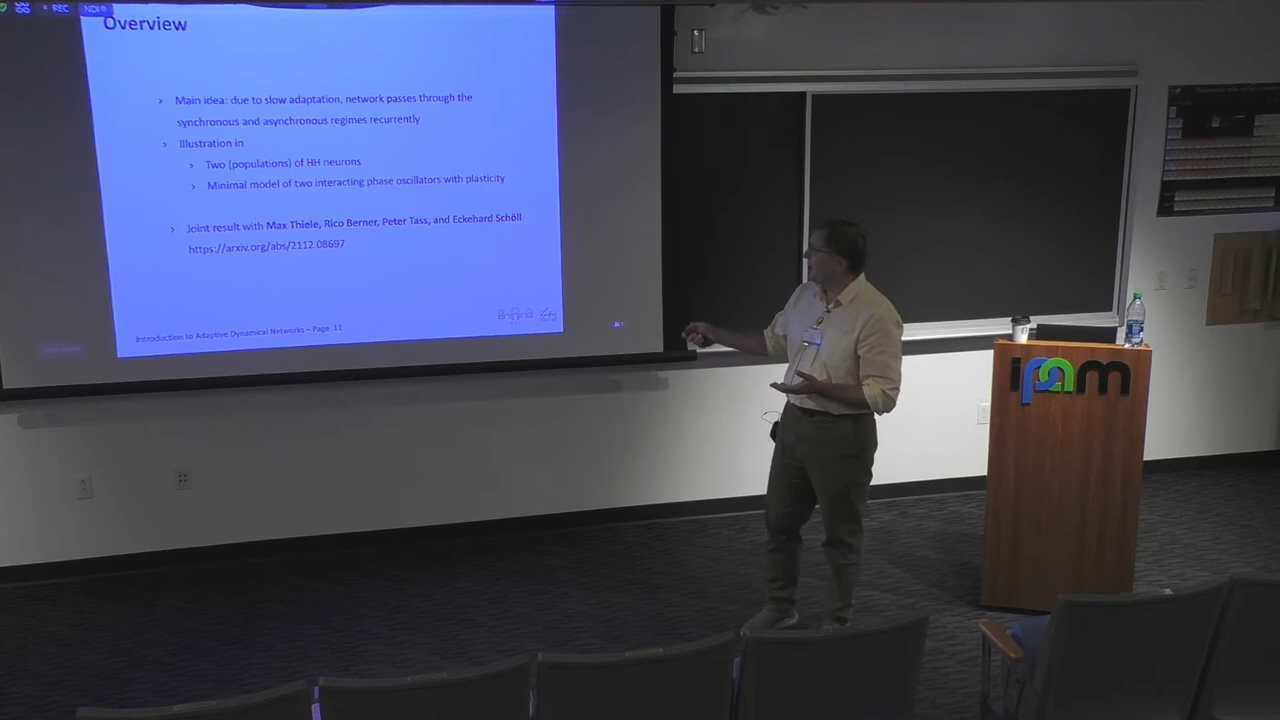 REC
NDI
Overview
› Main idea: due to slow adaptation, network passes through the
synchronous and asynchronous regimes recurrently
› Illustration in
› Two (populations) of HH neurons
› Minimal model of two interacting phase oscillators with plasticity
› Joint result with Max Thiele, Rico Berner, Peter Tass, and Eckehard Schöll
https://arxiv.org/abs/2112.08697
Introduction to Adaptive Dynamical Networks – Page 11
ipam